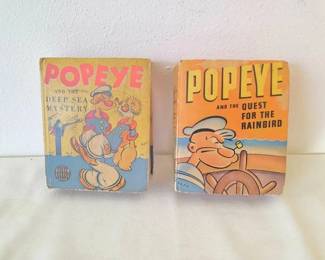 POPEYE
AND THE
DEEP SEA
MYSTERY
POPEYE
AND THE QUEST
FOR THE
RAINBIRD